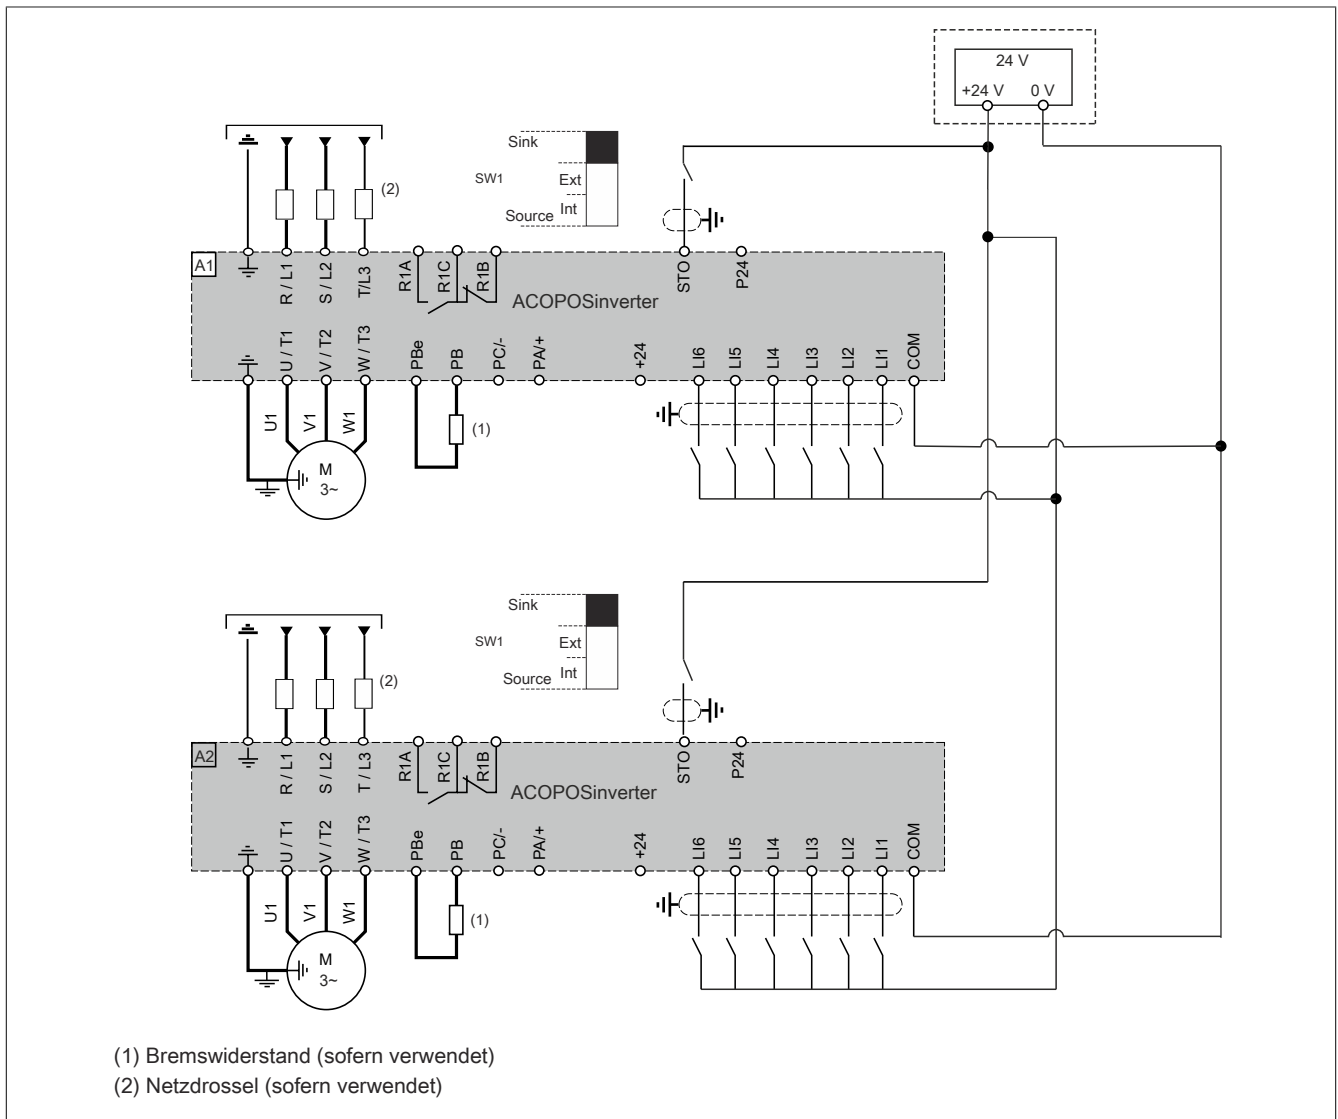 24 V
+24 V 0 V
Sink
SW1
Ext
Int
Source
(2)
A1
R / L1
S / L2
T/L3
R1A
R1C
R1B
ACOPOSinverter
STO
P24
U / T1
V / T2
W / T3
PBe
PB
PC/-
PA/+
+24
LI6
LI5
LI4
LI3
LI2
LI1
COM
U1
V1
W1
(1)
M
3~
Sink
SW1
Ext
Int
Source
(2)
A2
R / L1
S / L2
T / L3
R1A
R1C
R1B
ACOPOSinverter
STO
P24
U / T1
V / T2
W / T3
PBe
PB
PC/-
PA/+
+24
LI6
LI5
LI4
LI3
LI2
LI1
COM
U1
V1
W1
(1)
M
3~
(1) Bremswiderstand (sofern verwendet)
(2) Netzdrossel (sofern verwendet)